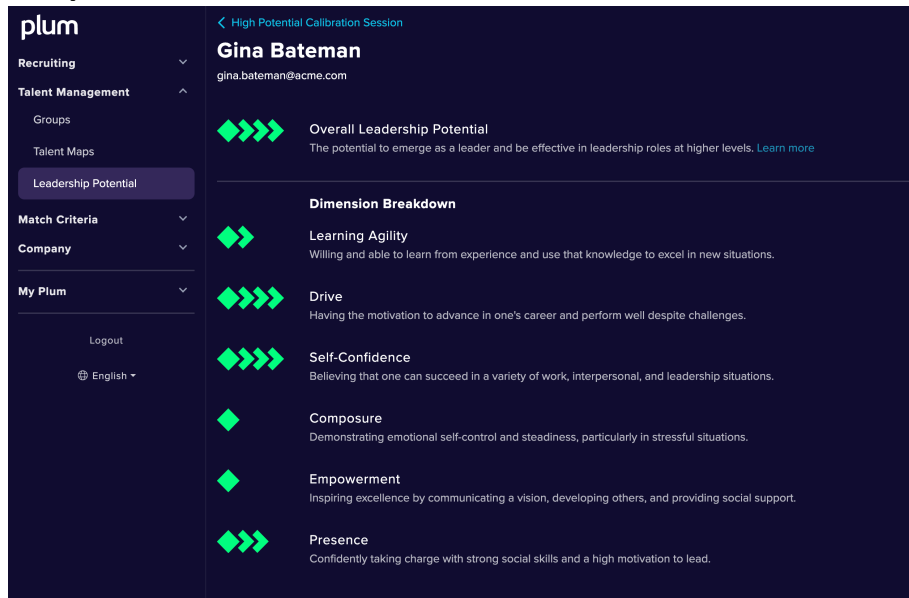 plum
Recruiting
Talent Management
Groups
Talent Maps
Leadership Potential
Match Criteria
Company
My Plum
Logout
English
High Potential Calibration Session
Gina Bateman
gina.bateman@acme.com
Overall Leadership Potential
The potential to emerge as a leader and be effective in leadership roles at higher levels. Learn more
Dimension Breakdown
Learning Agility
Willing and able to learn from experience and use that knowledge to excel in new situations.
Drive
Having the motivation to advance in one's career and perform well despite challenges.
Self-Confidence
Believing that one can succeed in a variety of work, interpersonal, and leadership situations.
Composure
Demonstrating emotional self-control and steadiness, particularly in stressful situations.
Empowerment
Inspiring excellence by communicating a vision, developing others, and providing social support.
Presence
Confidently taking charge with strong social skills and a high motivation to lead.